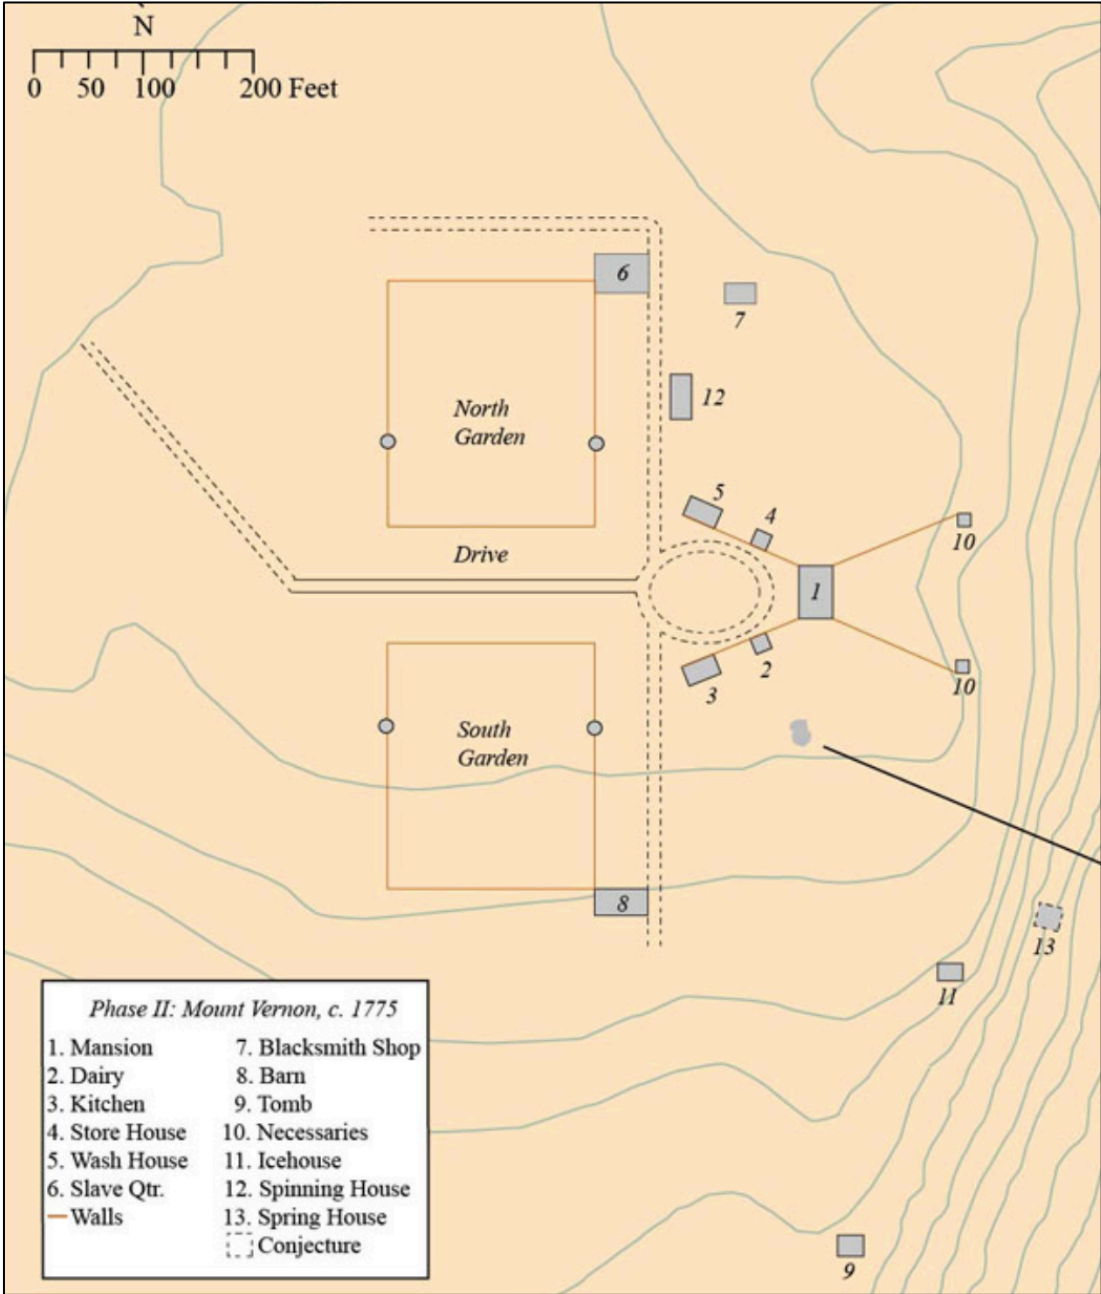 N
0 50 100 200 Feet
6
7
12
North
Garden
5
4
10
Drive
1
2
10
3
South
Garden
8
13
11
Phase II: Mount Vernon, c. 1775
1. Mansion 7. Blacksmith Shop
2. Dairy 8. Barn
3. Kitchen 9. Tomb
4. Store House 10. Necessaries
5. Wash House 11. Icehouse
6. Slave Qtr. 12. Spinning House
Walls 13. Spring House
Conjecture
9